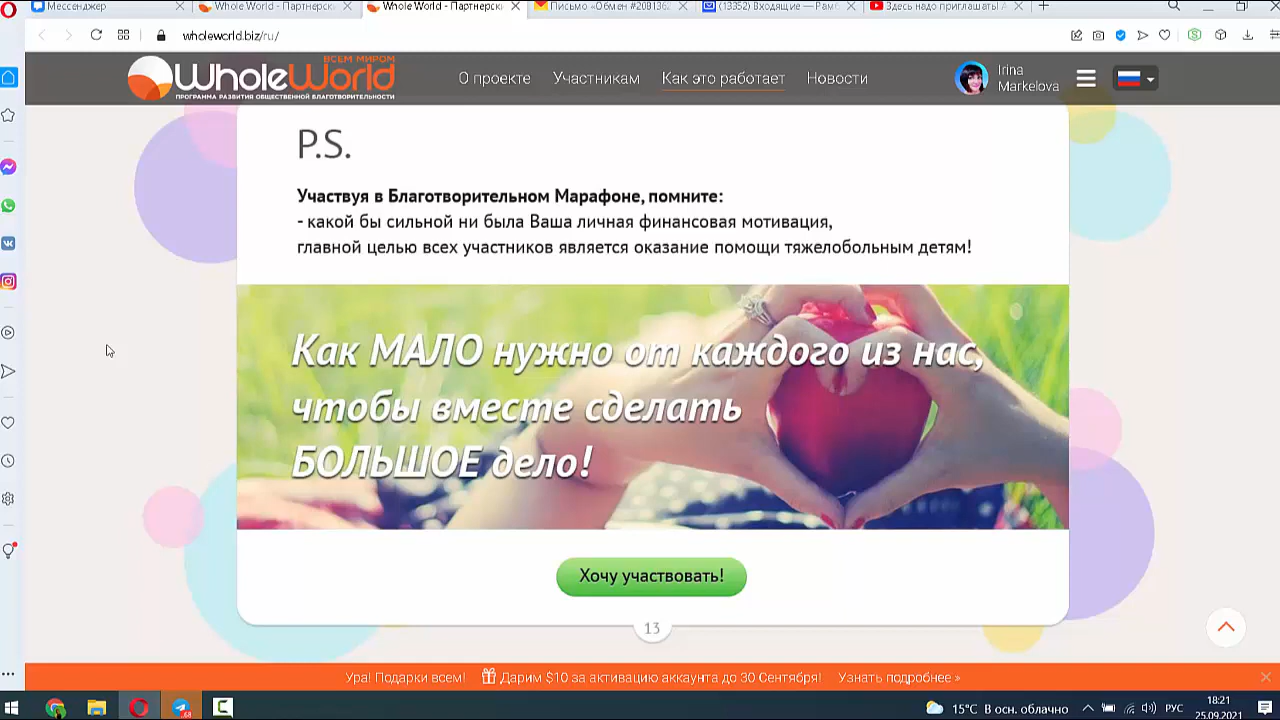 Мессенджер
Whole World - Партнерски
Whole World - Партнерск
Письмо «Обмен #2081362
(13352) Входящие — Рамб
Здесь надо приглашать! А
wholeworld.biz/ru/
ВСЕМ МИРОМ
WholeWorld
ПРОГРАММА РАЗВИТИЯ ОБЩЕСТВЕННОЙ БЛАГОТВОРИТЕЛЬНОСТИ
О проекте Участникам Как это работает Новости
Irina
Markelova
P.S.
Участвуя в Благотворительном Марафоне, помните:
- какой бы сильной ни была Ваша личная финансовая мотивация,
главной целью всех участников является оказание помощи тяжелобольным детям!
Как МАЛО нужно от каждого из нас,
чтобы вместе сделать
БОЛЬШОЕ дело!
Хочу участвовать!
13
Ура! Подарки всем! Дарим $10 за активацию аккаунта до 30 Сентября! Узнать подробнее »
15°C В осн. облачно
РУС
18:21
25.09.2021